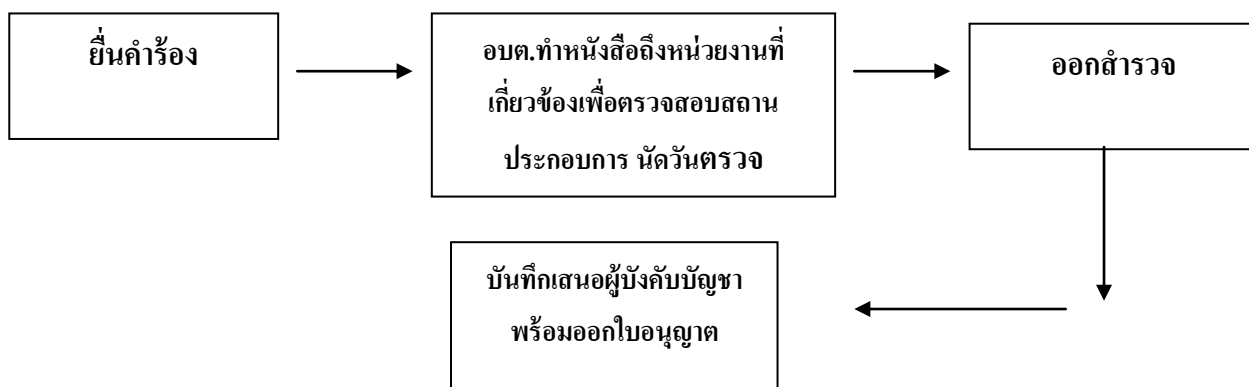 ยื่นคำร้อง
อบต.ทำหนังสือถึงหน่วยงานที่
เกี่ยวข้องเพื่อตรวจสอบสถาน
ประกอบการ นัดวันตรวจ
ออกสำรวจ
บันทึกเสนอผู้บังคับบัญชา
พร้อมออกใบอนุญาต